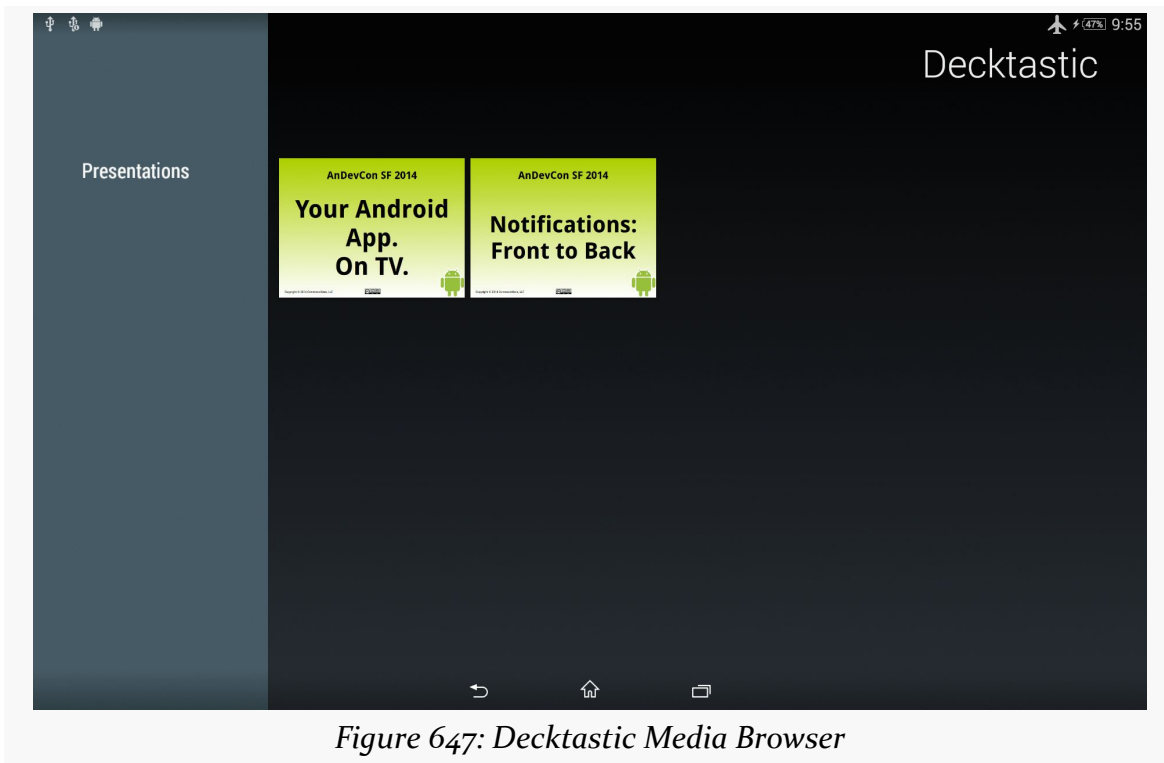 47% 9:55
Decktastic
Presentations
AnDevCon SF 2014
Your Android
App.
On TV.
AnDevCon SF 2014
Notifications:
Front to Back
Figure 647: Decktastic Media Browser